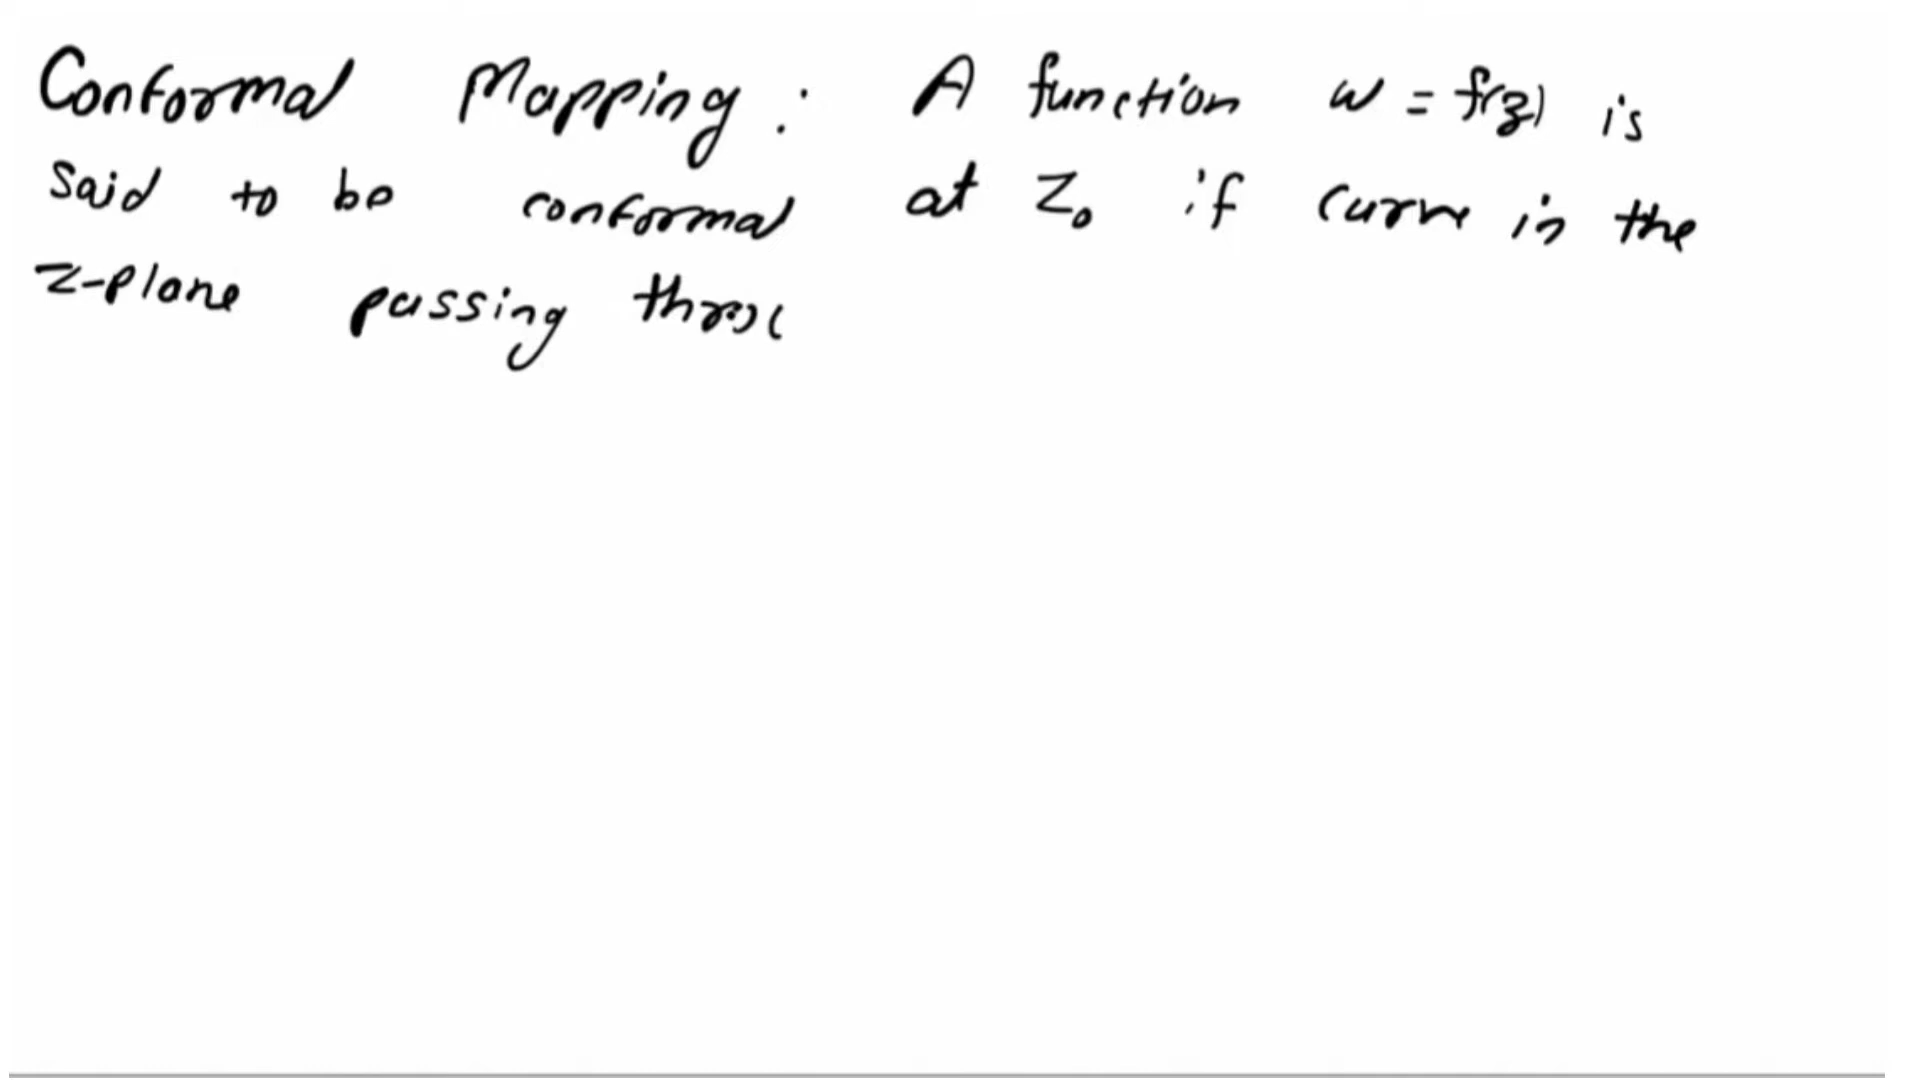 Conformal Mapping : A function w = f(z) is
said to be conformal at z₀ if curve in the
z-plane passing